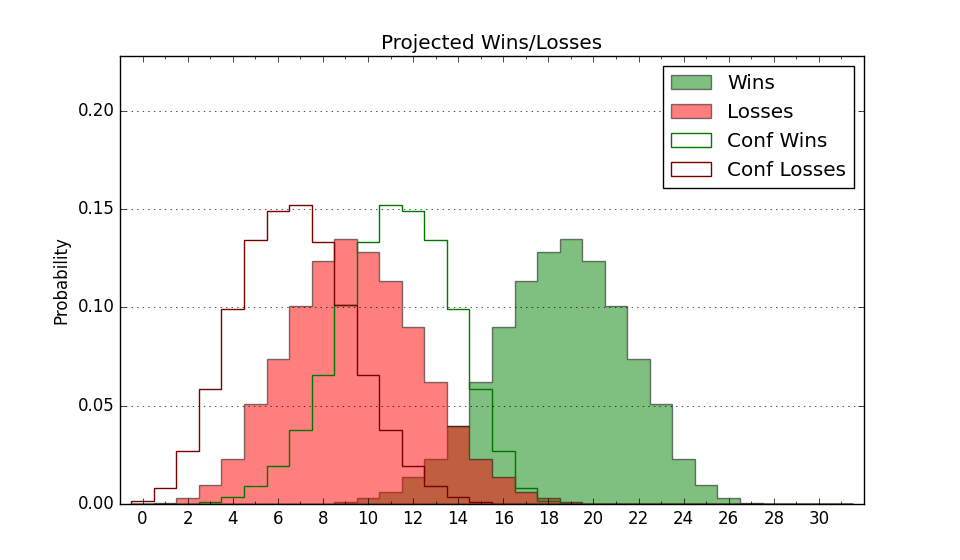 Projected Wins/Losses
Wins
Losses
Conf Wins
Conf Losses
Probability
0.20
0.15
0.10
0.05
0.00
0 2 4 6 8 10 12 14 16 18 20 22 24 26 28 30